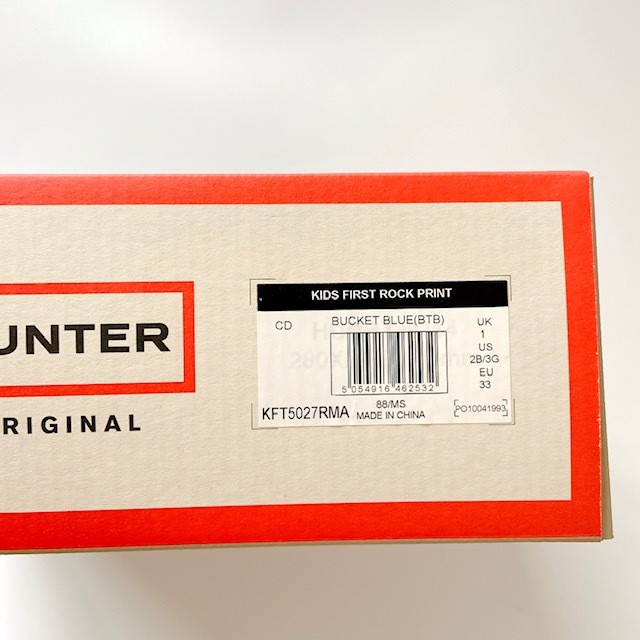 UNTER
RIGINAL
KIDS FIRST ROCK PRINT
CD
BUCKET BLUE(BTB)
UK
1
US
2B/3G
EU
33
5 054916 462532
KFT5027RMA
88/MS
MADE IN CHINA
PO10041993